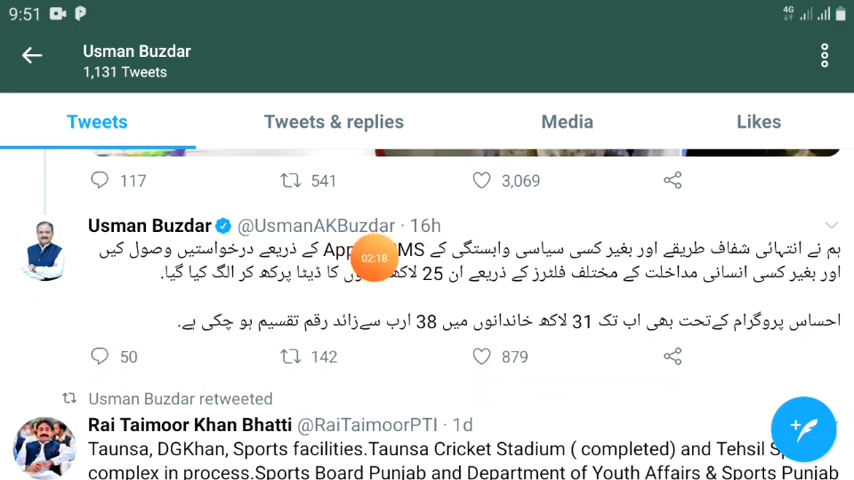 9:51
4G
Usman Buzdar
1,131 Tweets
Tweets Tweets & replies Media Likes
117 541 3,069
Usman Buzdar @UsmanAKBuzdar · 16h
ہم نے انتہائی شفاف طریقے اور بغیر کسی سیاسی وابستگی کے MS App کے ذریعے درخواستیں وصول کیں
اور بغیر کسی انسانی مداخلت کے مختلف فلٹرز کے ذریعے ان 25 لاکھ کا ڈیٹا پرکھ کر الگ کیا گیا۔
02:18
احساس پروگرام کےتحت بھی اب تک 31 لاکھ خاندانوں میں 38 ارب سےزائد رقم تقسیم ہو چکی ہے۔
50 142 879
Usman Buzdar retweeted
Rai Taimoor Khan Bhatti @RaiTaimoorPTI · 1d
Taunsa, DGKhan, Sports facilities.Taunsa Cricket Stadium ( completed) and Tehsil
complex in process.Sports Board Punjab and Department of Youth Affairs & Sports Punjab